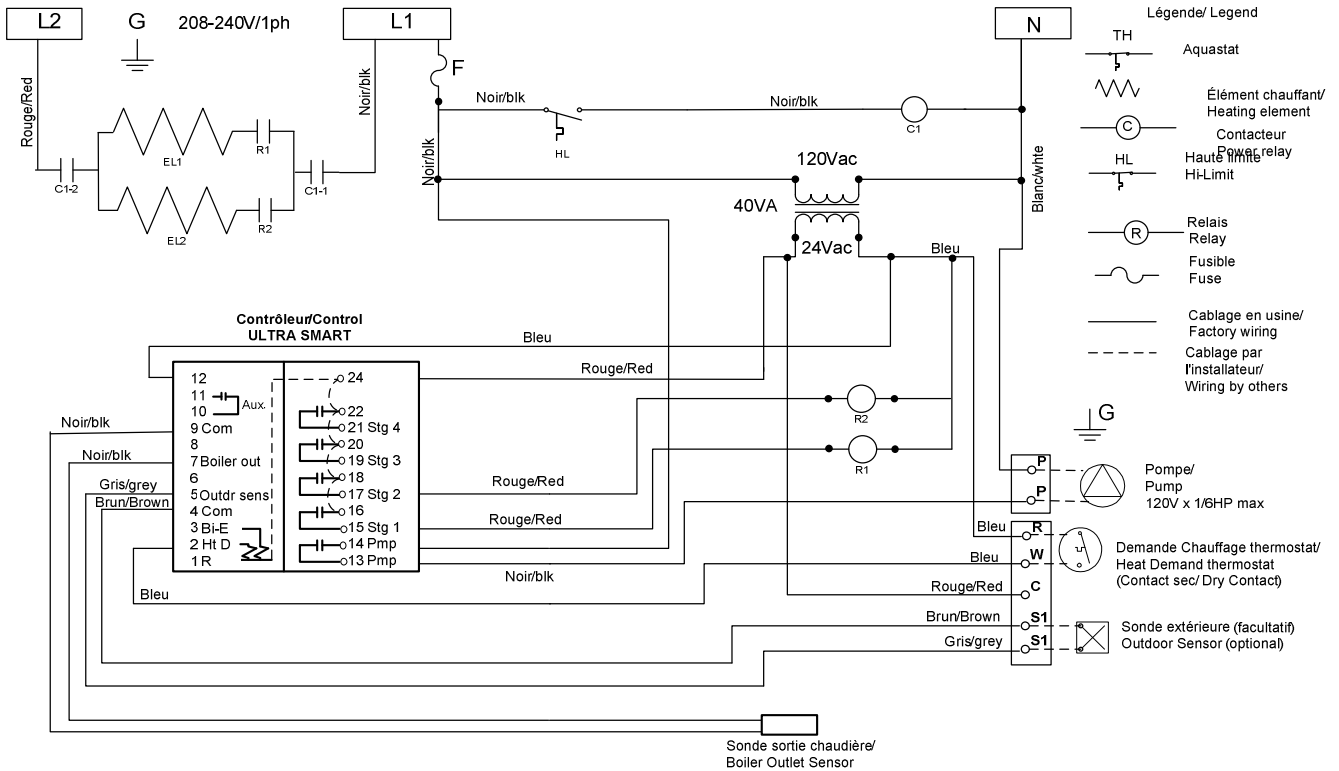 L2
G
208-240V/1ph
L1
N
Légende/ Legend
TH
Aquastat
Élément chauffant/
Heating element
C
Contacteur
Power relay
HL
Haute limite
Hi-Limit
R
Relais
Relay
Fusible
Fuse
Cablage en usine/
Factory wiring
Cablage par
l'installateur/
Wiring by others
F
Rouge/Red
Noir/blk
Noir/blk
Noir/blk
C1
HL
Noir/blk
Blanc/whte
EL1
R1
C1-2
C1-1
EL2
R2
120Vac
40VA
24Vac
Bleu
Contrôleur/Control
ULTRA SMART
Bleu
Rouge/Red
12
11
10
Aux.
9 Com
8
7 Boiler out
6
5 Outdr sens
4 Com
3 Bi-E
2 Ht D
1 R
24
22
21 Stg 4
20
19 Stg 3
18
17 Stg 2
16
15 Stg 1
14 Pmp
13 Pmp
Noir/blk
Noir/blk
Gris/grey
Brun/Brown
Bleu
R2
R1
Rouge/Red
Rouge/Red
Noir/blk
G
P
P
Pompe/
Pump
120V x 1/6HP max
Bleu
R
Bleu
W
Rouge/Red
C
Brun/Brown
S1
Gris/grey
S1
Demande Chauffage thermostat/
Heat Demand thermostat
(Contact sec/ Dry Contact)
Sonde extérieure (facultatif)
Outdoor Sensor (optional)
Sonde sortie chaudière/
Boiler Outlet Sensor